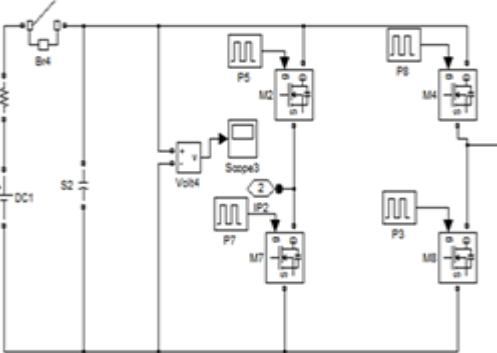 Br4
P5
P8
M2
M4
+
-
v
Scope3
Volt4
S2
DC1
2
IP2
P7
P3
M7
M8
g
D
S
g
D
S
g
D
S
g
D
S